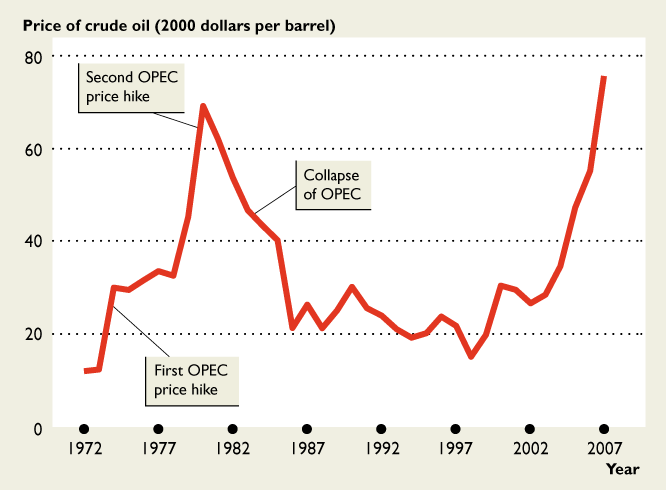 Price of crude oil (2000 dollars per barrel)
80
Second OPEC
price hike
60
Collapse
of OPEC
40
20
First OPEC
price hike
0
1972 1977 1982 1987 1992 1997 2002 2007
Year